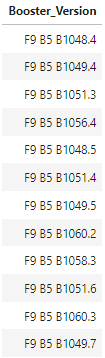 Booster_Version
F9 B5 B1048.4
F9 B5 B1049.4
F9 B5 B1051.3
F9 B5 B1056.4
F9 B5 B1048.5
F9 B5 B1051.4
F9 B5 B1049.5
F9 B5 B1060.2
F9 B5 B1058.3
F9 B5 B1051.6
F9 B5 B1060.3
F9 B5 B1049.7